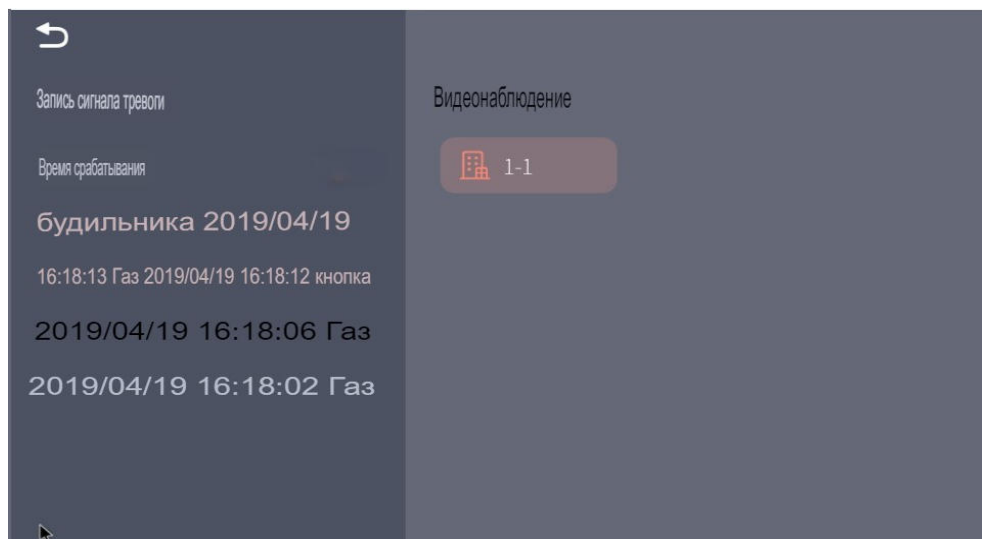 Запись сигнала тревоги
Время срабатывания
будильника 2019/04/19
16:18:13 Газ 2019/04/19 16:18:12 кнопка
2019/04/19 16:18:06 Газ
2019/04/19 16:18:02 Газ
Видеонаблюдение
1-1